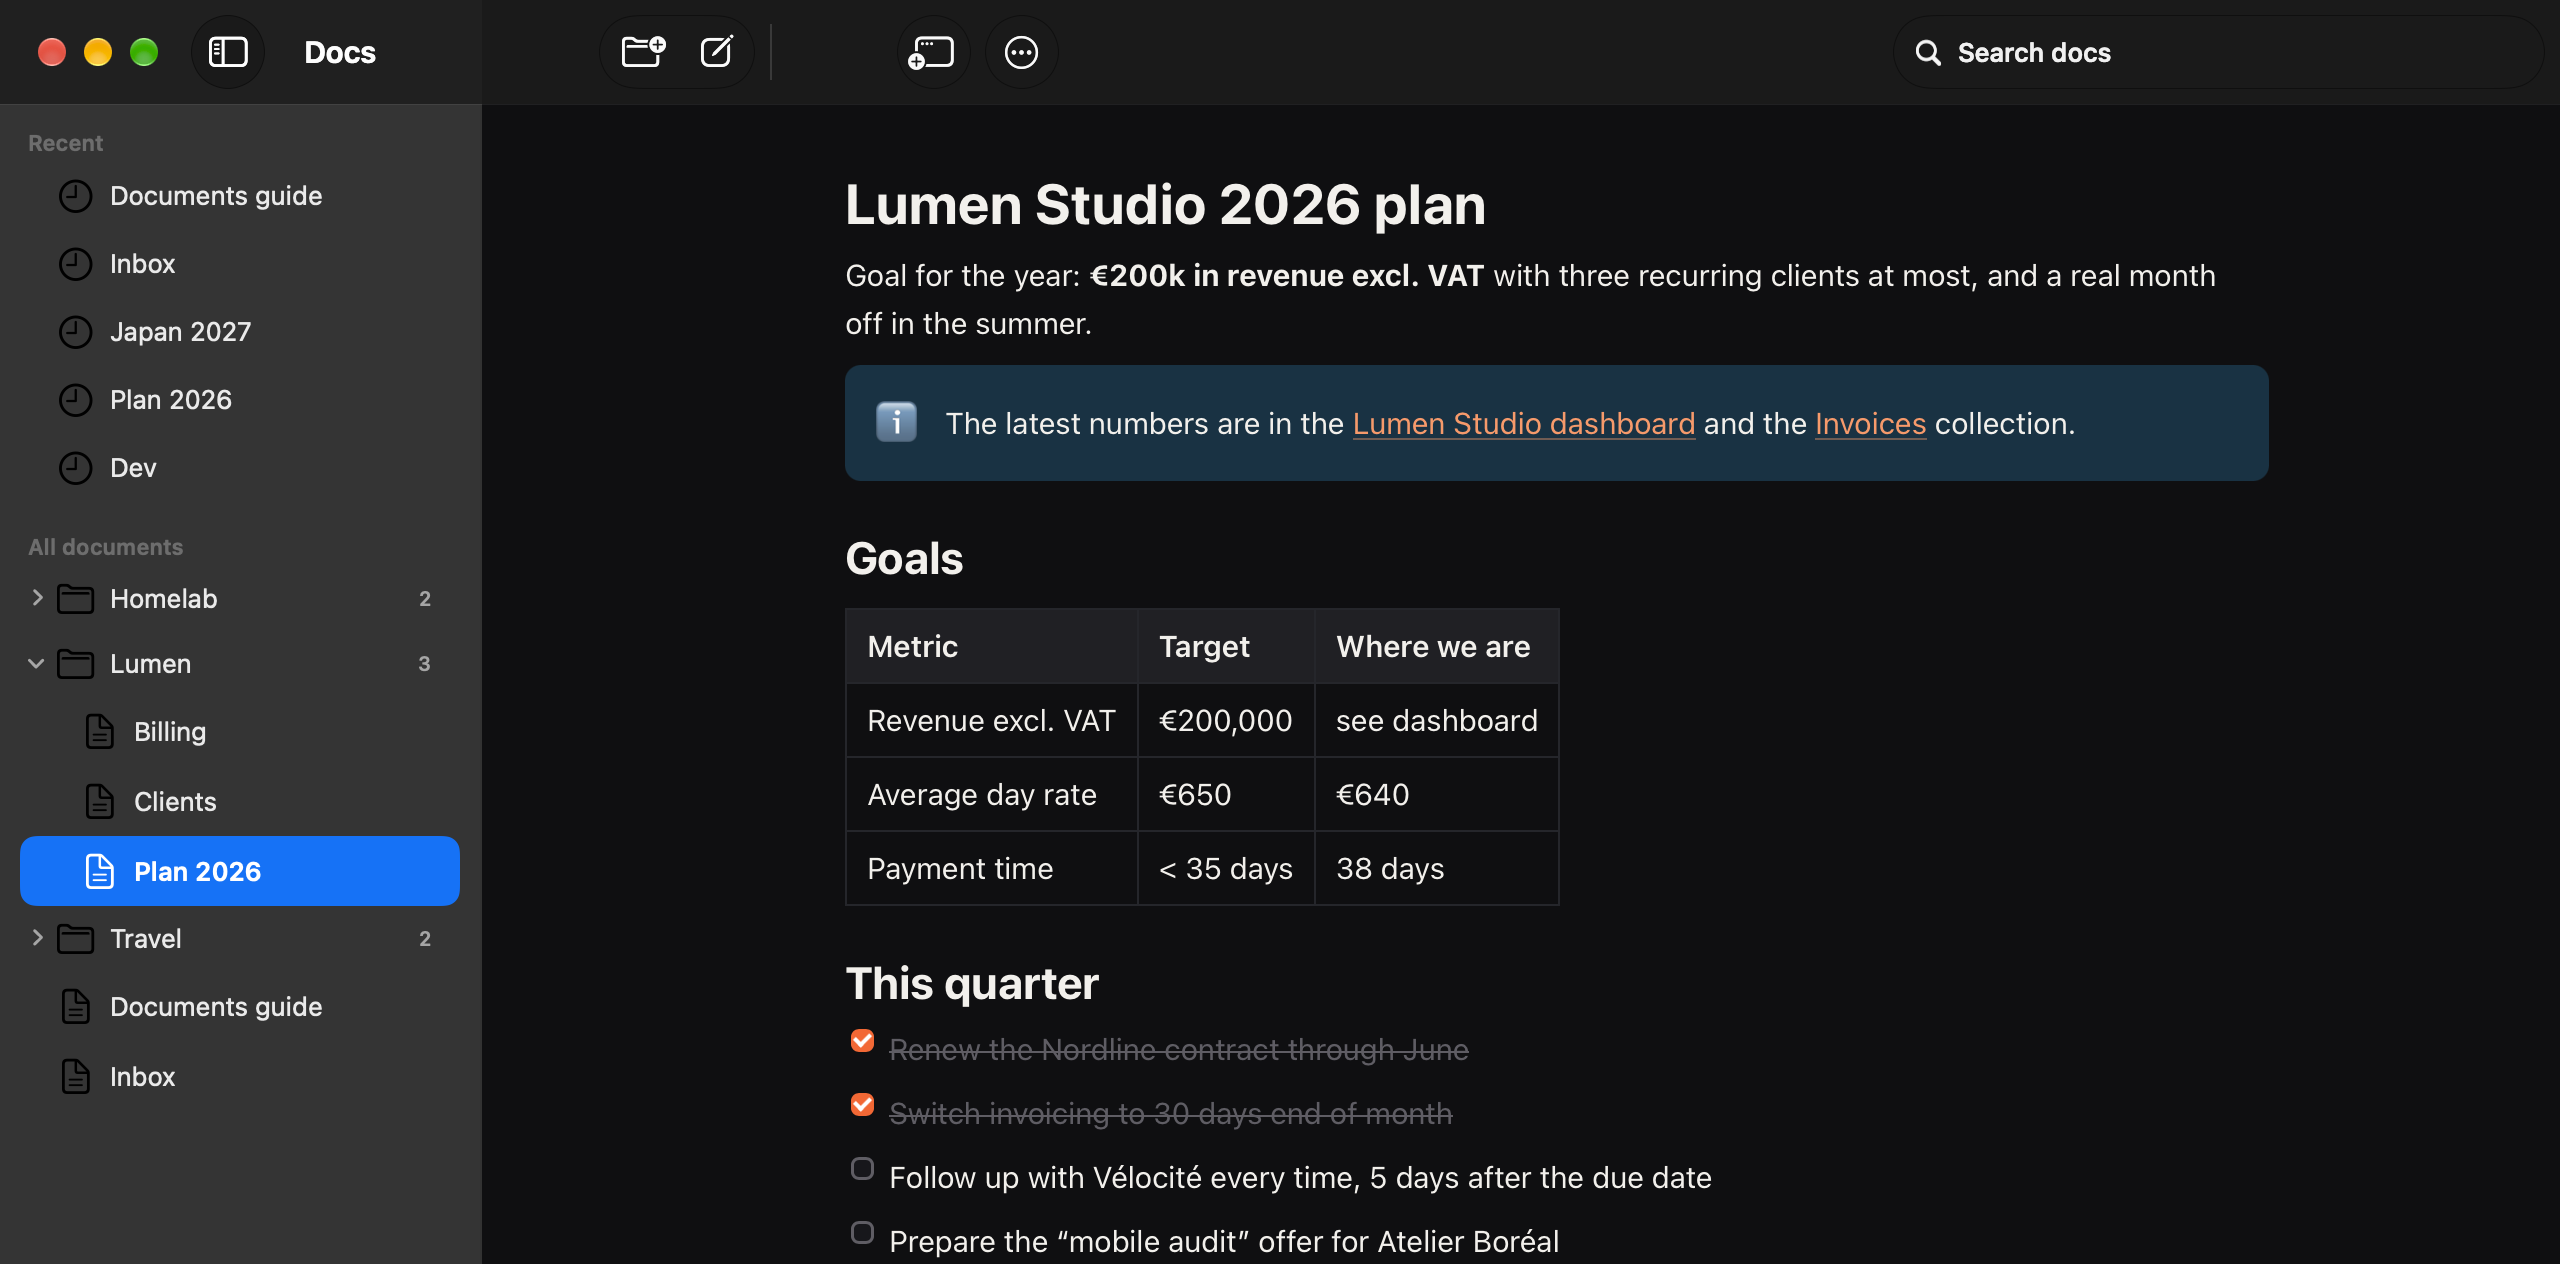 Docs
Search docs
Recent
Documents guide
Inbox
Japan 2027
Plan 2026
Dev
All documents
Homelab 2
Lumen 3
Billing
Clients
Plan 2026
Travel 2
Documents guide
Inbox
Lumen Studio 2026 plan
Goal for the year: €200k in revenue excl. VAT with three recurring clients at most, and a real month
off in the summer.
The latest numbers are in the Lumen Studio dashboard and the Invoices collection.
Goals
Metric Target Where we are
Revenue excl. VAT €200,000 see dashboard
Average day rate €650 €640
Payment time < 35 days 38 days
This quarter
Renew the Nordline contract through June
Switch invoicing to 30 days end of month
Follow up with Vélocité every time, 5 days after the due date
Prepare the “mobile audit” offer for Atelier Boréal